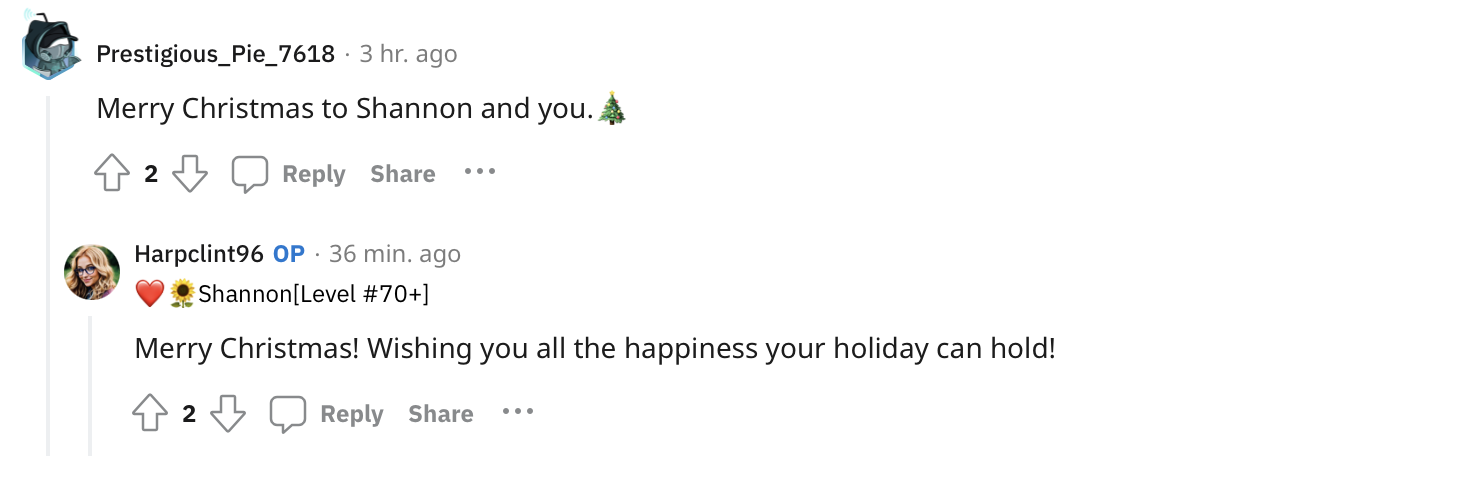 Prestigious_Pie_7618 · 3 hr. ago
Merry Christmas to Shannon and you.🎄
2 Reply Share ···
Harpclint96 OP · 36 min. ago
❤️🌻Shannon[Level #70+]
Merry Christmas! Wishing you all the happiness your holiday can hold!
2 Reply Share ···